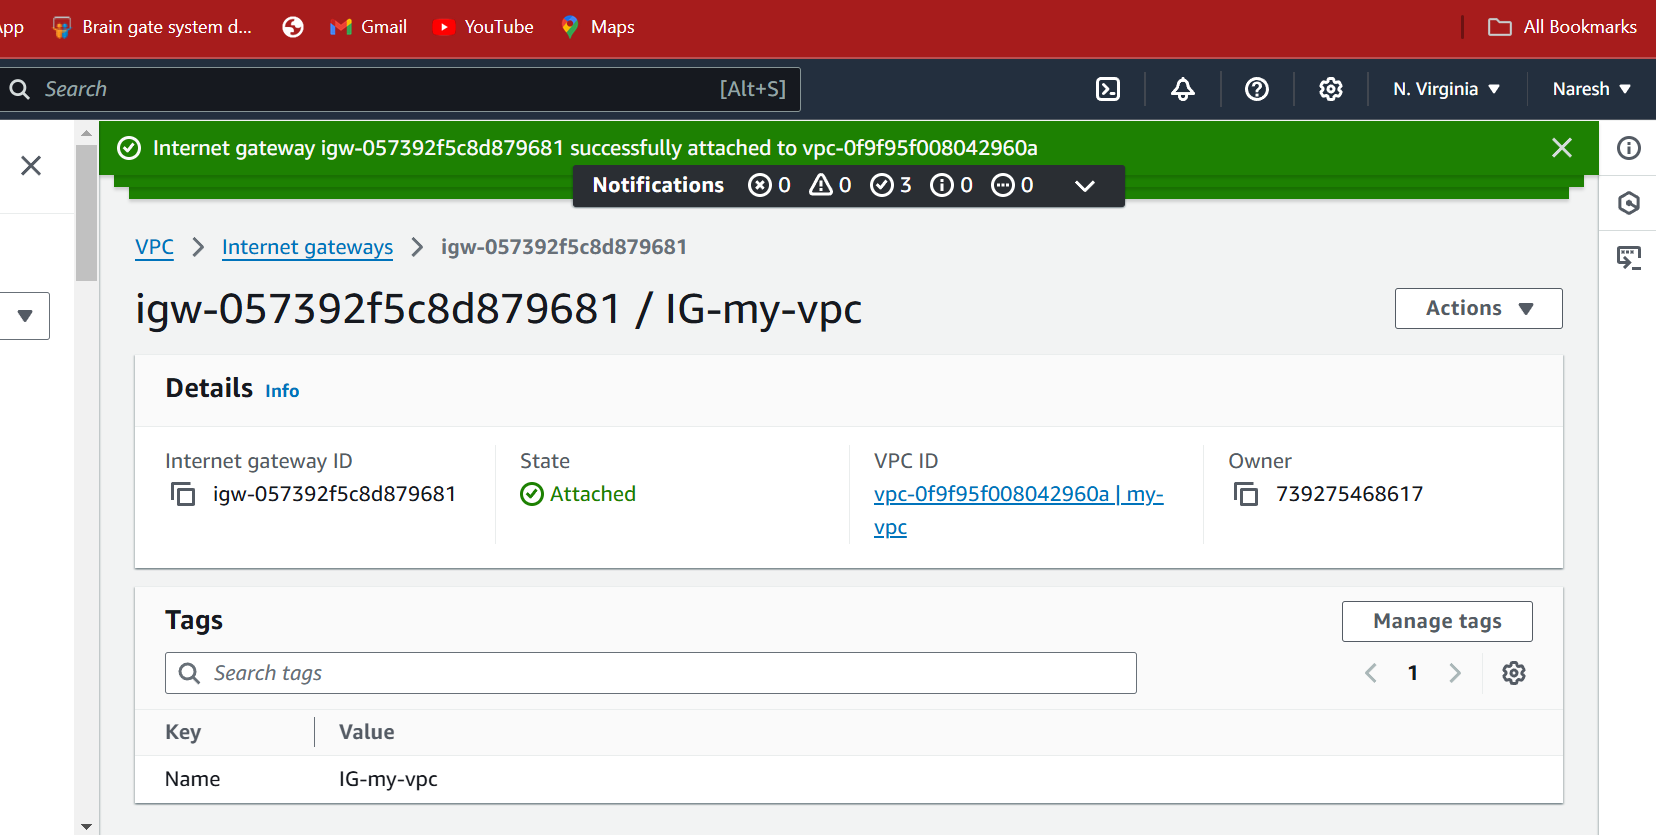 App Brain gate system d... Gmail YouTube Maps All Bookmarks
Search [Alt+S] N. Virginia Naresh
Internet gateway igw-057392f5c8d879681 successfully attached to vpc-0f9f95f008042960a
Notifications 0 0 3 0 0
VPC Internet gateways igw-057392f5c8d879681
igw-057392f5c8d879681 / IG-my-vpc Actions
Details Info
Internet gateway ID State VPC ID Owner
igw-057392f5c8d879681 Attached vpc-0f9f95f008042960a | my- 739275468617
vpc
Tags Manage tags
Search tags 1
Key Value
Name IG-my-vpc